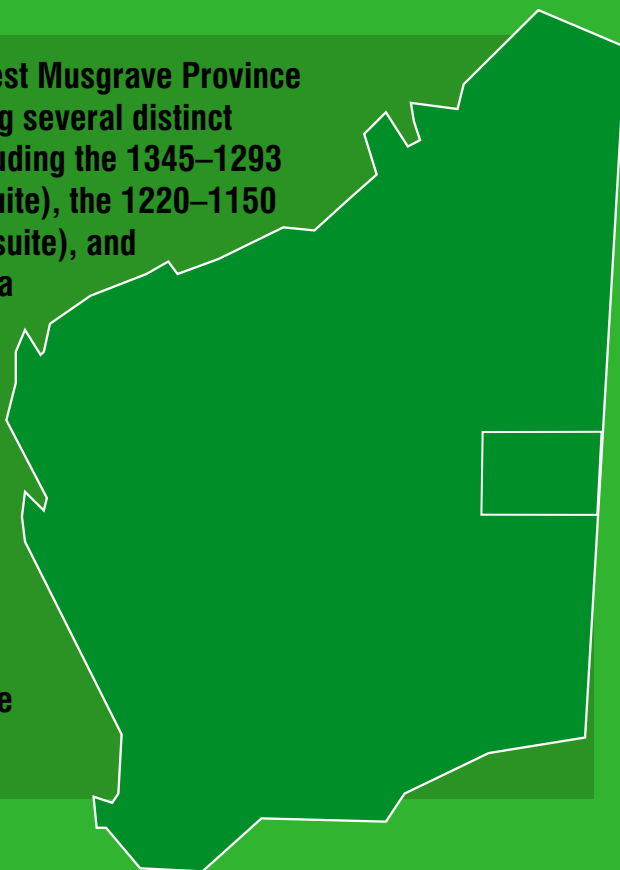 est Musgrave Province
g several distinct
uding the 1345–1293
uite), the 1220–1150
suite), and
a
e